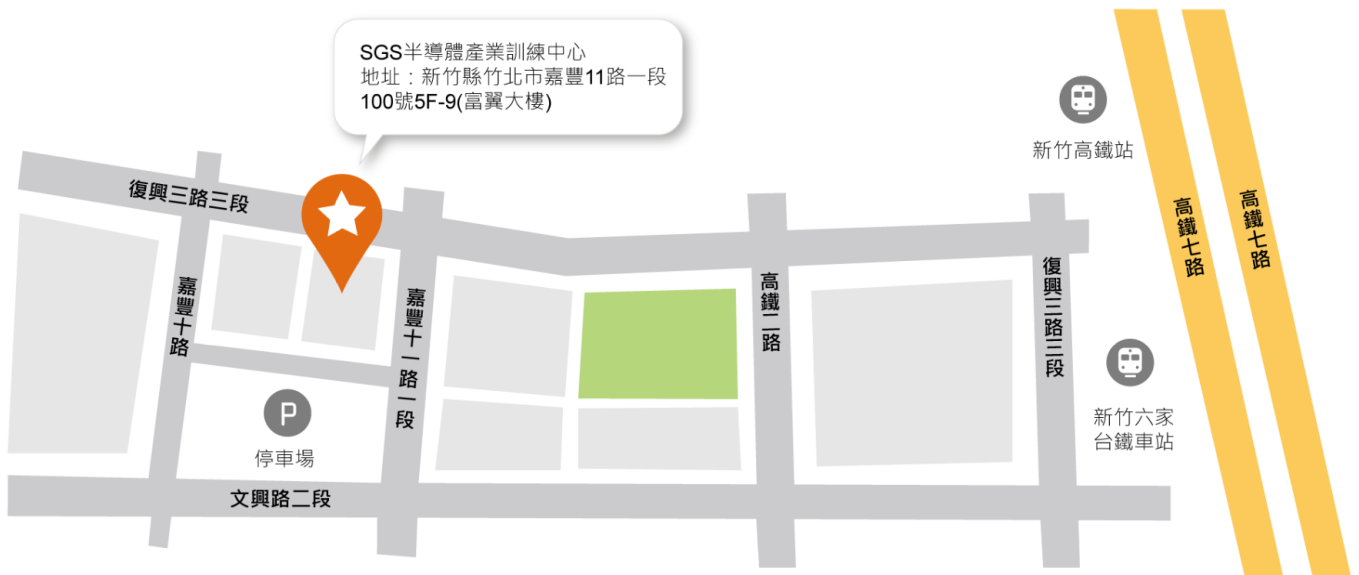 SGS半導體產業訓練中心
地址：新竹縣竹北市嘉豐11路一段
100號5F-9(富翼大樓)
新竹高鐵站
復興三路三段
高鐵七路
高鐵七路
嘉豐十路
嘉豐十一路一段
高鐵二路
復興三路三段
P
停車場
新竹六家
台鐵車站
文興路二段